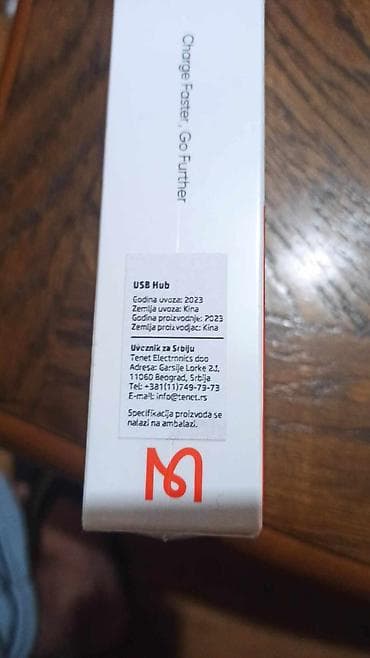 Charge Faster, Go Further
USB Hub
Godina uvoza: 2023
Zemlja uvoza: Kina
Godina proizvodnje: 2023
Zemlja proizvodjac: Kina
Uvoznik za Srbiju
Tenet Electronics doo
Adresa: Garsije Lorke 2J,
11060 Beograd, Srbija
Tel: +381(11)749-73-73
E-mail: info@tenet.rs
Specifikacija proizvoda se
nalazi na ambalazi.